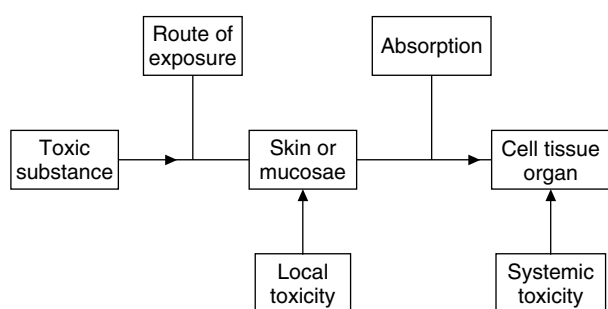 Route of
exposure
Absorption
Toxic
substance
Skin or
mucosae
Cell tissue
organ
Local
toxicity
Systemic
toxicity